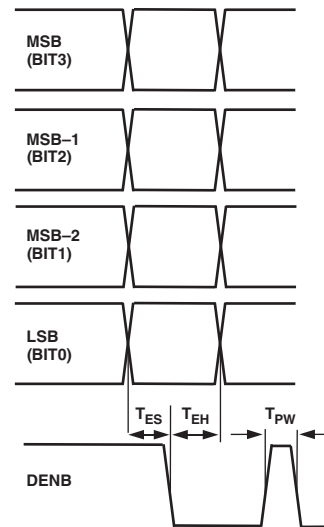 MSB
(BIT3)
MSB–1
(BIT2)
MSB–2
(BIT1)
LSB
(BIT0)
TES
TEH
TPW
DENB